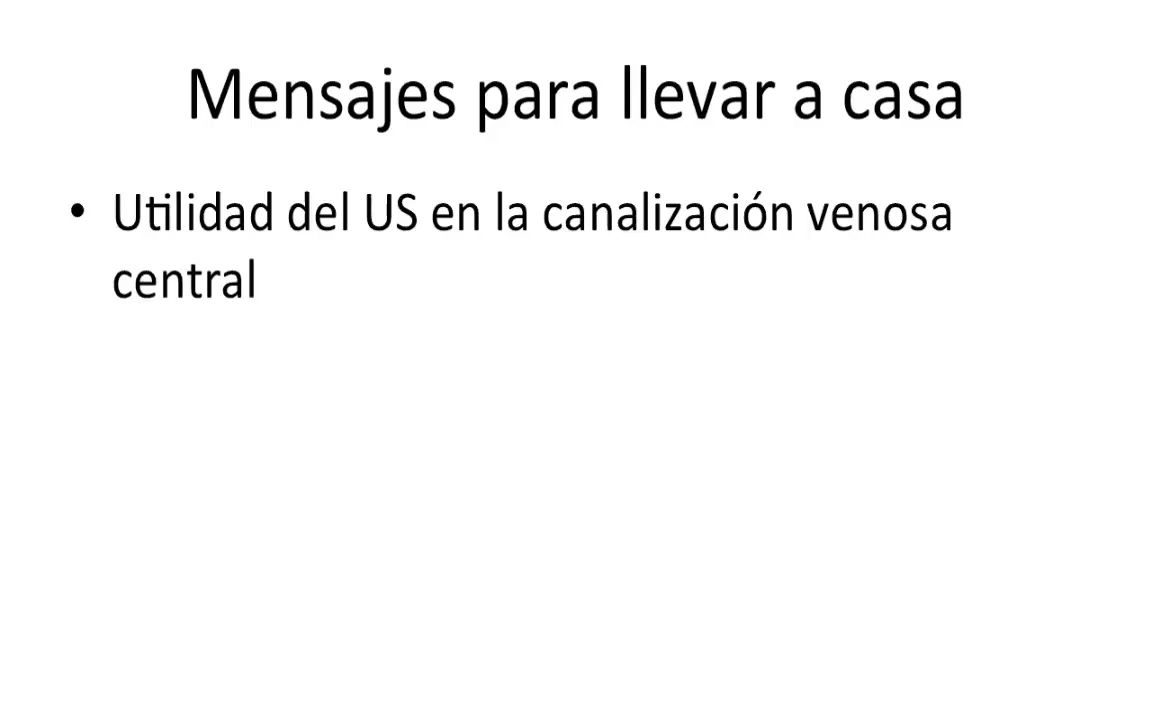 Mensajes para llevar a casa
• Utilidad del US en la canalización venosa
central